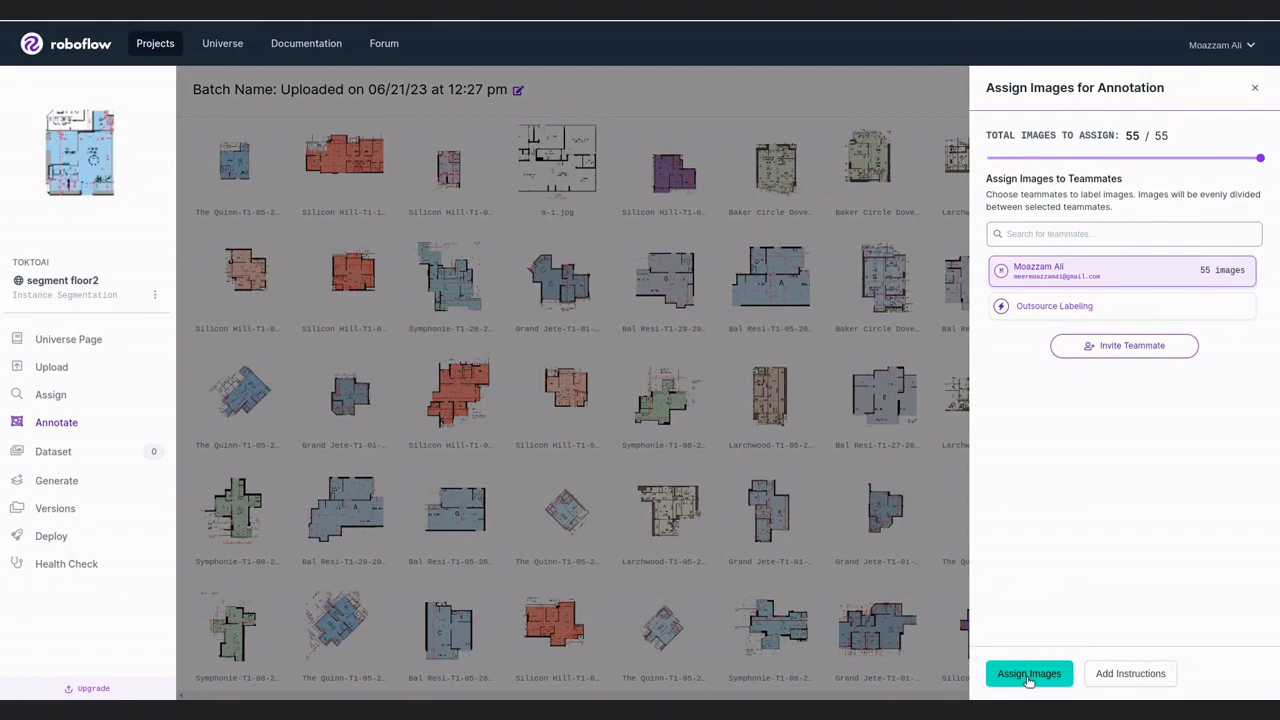 roboflow
Projects
Universe
Documentation
Forum
Moazzam Ali
TOKTOAI
segment floor2
Instance Segmentation
Universe Page
Upload
Assign
Annotate
Dataset
0
Generate
Versions
Deploy
Health Check
Upgrade
Batch Name: Uploaded on 06/21/23 at 12:27 pm
The Quinn-T1-05-2…
Silicon Hill-T1-1…
Silicon Hill-T1-0…
a-1.jpg
Silicon Hill-T1-0…
Baker Circle Dove…
Baker Circle Dove…
Larch
Silicon Hill-T1-0…
Silicon Hill-T1-0…
Symphonie-T1-28-2…
Grand Jete-T1-01-…
Bal Resi-T1-29-29…
Bal Resi-T1-05-26…
Baker Circle Dove…
Bal Re
The Quinn-T1-05-2…
Grand Jete-T1-01-…
Silicon Hill-T1-0…
Silicon Hill-T1-0…
Symphonie-T1-08-2…
Larchwood-T1-05-2…
Bal Resi-T1-27-28…
Larch
Symphonie-T1-08-2…
Bal Resi-T1-29-29…
Bal Resi-T1-05-26…
The Quinn-T1-05-2…
Larchwood-T1-05-2…
Grand Jete-T1-01-…
Grand Jete-T1-01-…
The Qu
Symphonie-T1-08-2…
The Quinn-T1-05-2…
Bal Resi-T1-05-26…
Silicon Hill-T1-0…
The Quinn-T1-05-2…
Symphonie-T1-08-2…
Grand Jete-T1-01-…
Silic
Assign Images for Annotation
TOTAL IMAGES TO ASSIGN: 55 / 55
Assign Images to Teammates
Choose teammates to label images. Images will be evenly divided
between selected teammates.
Search for teammates...
M
Moazzam Ali
meermoazzam41@gmail.com
55 images
Outsource Labeling
Invite Teammate
Assign Images
Add Instructions